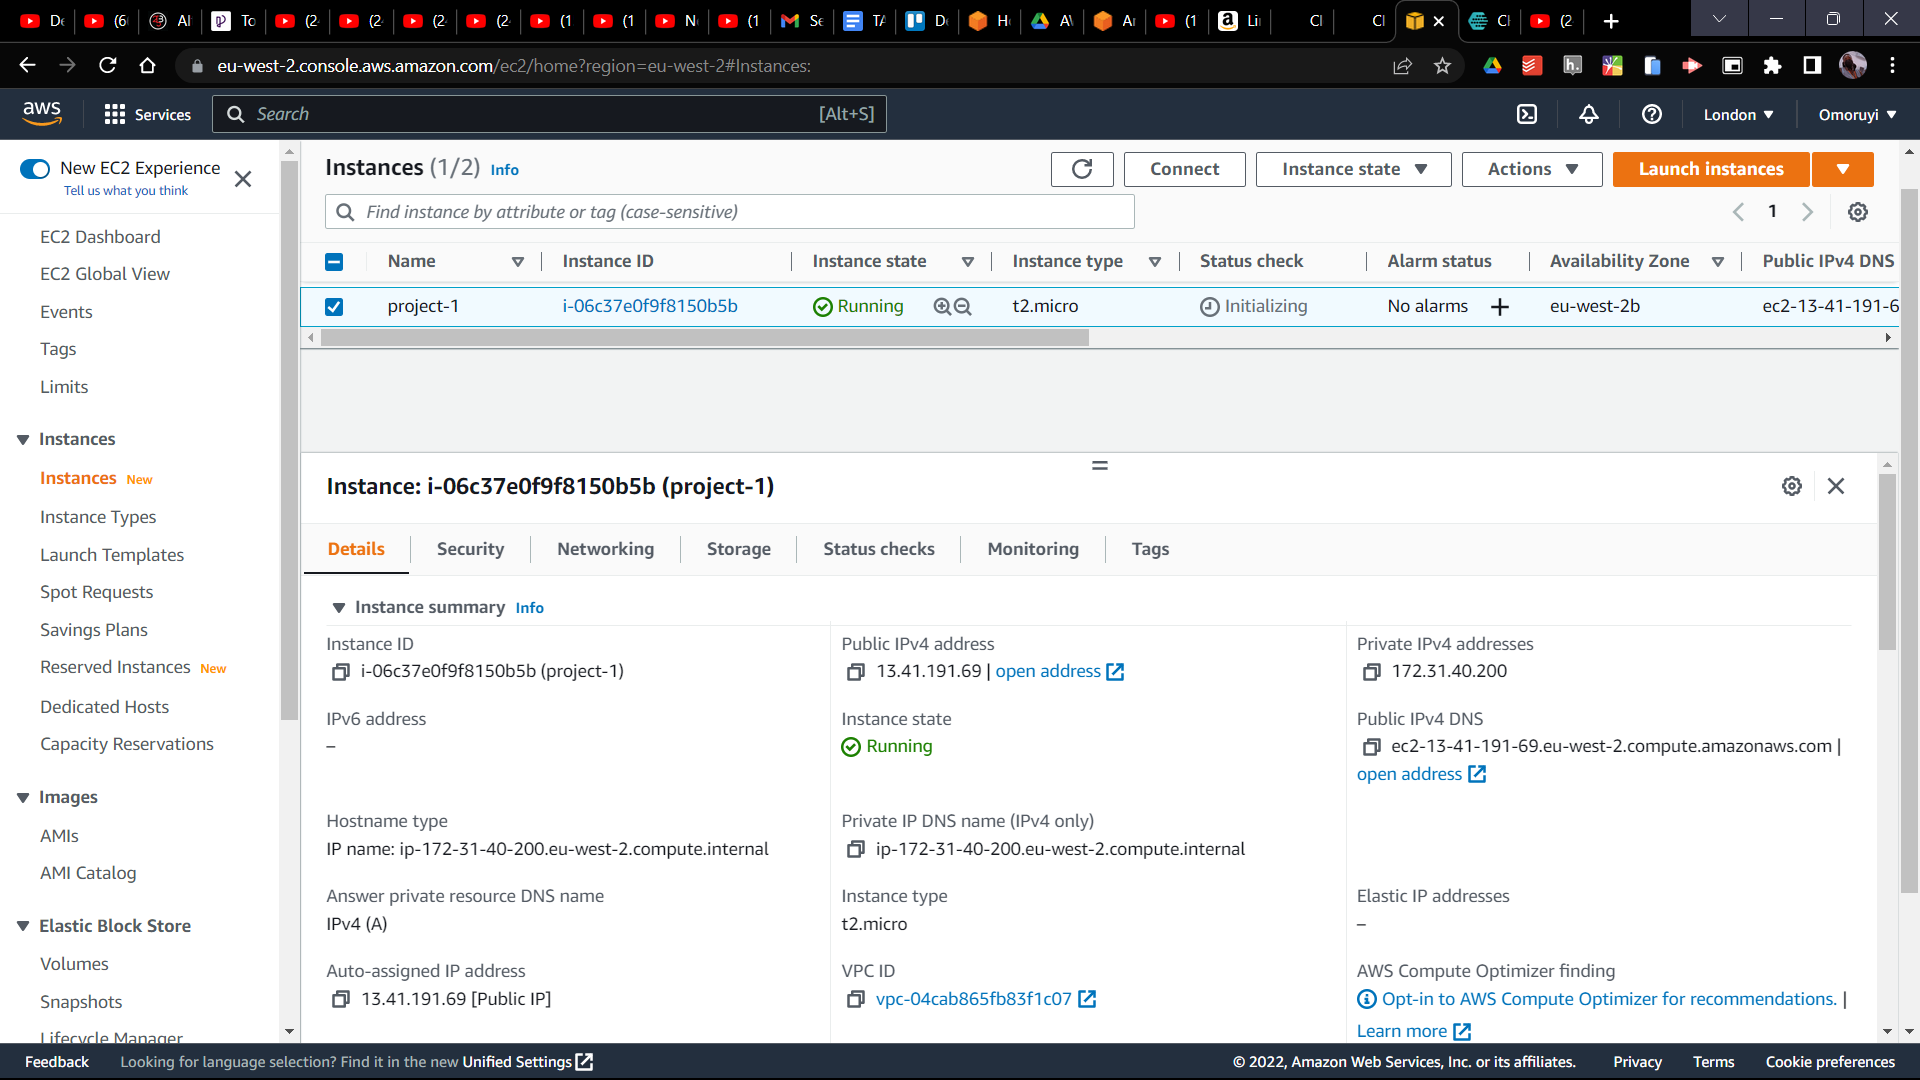 De
(6
Al
To
(2
(2
(2
(2
(1
(1
N
(1
Se
TA
De
H
AV
Ar
(1
Li
Cl
Cl
Cl
(2
eu-west-2.console.aws.amazon.com/ec2/home?region=eu-west-2#Instances:
aws
Services
Search
[Alt+S]
London
Omoruyi
New EC2 Experience
Tell us what you think
EC2 Dashboard
EC2 Global View
Events
Tags
Limits
Instances
Instances New
Instance Types
Launch Templates
Spot Requests
Savings Plans
Reserved Instances New
Dedicated Hosts
Capacity Reservations
Images
AMIs
AMI Catalog
Elastic Block Store
Volumes
Snapshots
Lifecycle Manager
Instances (1/2) Info
Connect
Instance state
Actions
Launch instances
Find instance by attribute or tag (case-sensitive)
1
Name Instance ID Instance state Instance type Status check Alarm status Availability Zone Public IPv4 DNS
project-1 i-06c37e0f9f8150b5b Running t2.micro Initializing No alarms eu-west-2b ec2-13-41-191-6
Instance: i-06c37e0f9f8150b5b (project-1)
Details Security Networking Storage Status checks Monitoring Tags
Instance summary Info
Instance ID
i-06c37e0f9f8150b5b (project-1)
Public IPv4 address
13.41.191.69 | open address
Private IPv4 addresses
172.31.40.200
IPv6 address
–
Instance state
Running
Public IPv4 DNS
ec2-13-41-191-69.eu-west-2.compute.amazonaws.com |
open address
Hostname type
IP name: ip-172-31-40-200.eu-west-2.compute.internal
Private IP DNS name (IPv4 only)
ip-172-31-40-200.eu-west-2.compute.internal
Answer private resource DNS name
IPv4 (A)
Instance type
t2.micro
Elastic IP addresses
–
Auto-assigned IP address
13.41.191.69 [Public IP]
VPC ID
vpc-04cab865fb83f1c07
AWS Compute Optimizer finding
Opt-in to AWS Compute Optimizer for recommendations. |
Learn more
Feedback
Looking for language selection? Find it in the new Unified Settings
© 2022, Amazon Web Services, Inc. or its affiliates.
Privacy
Terms
Cookie preferences